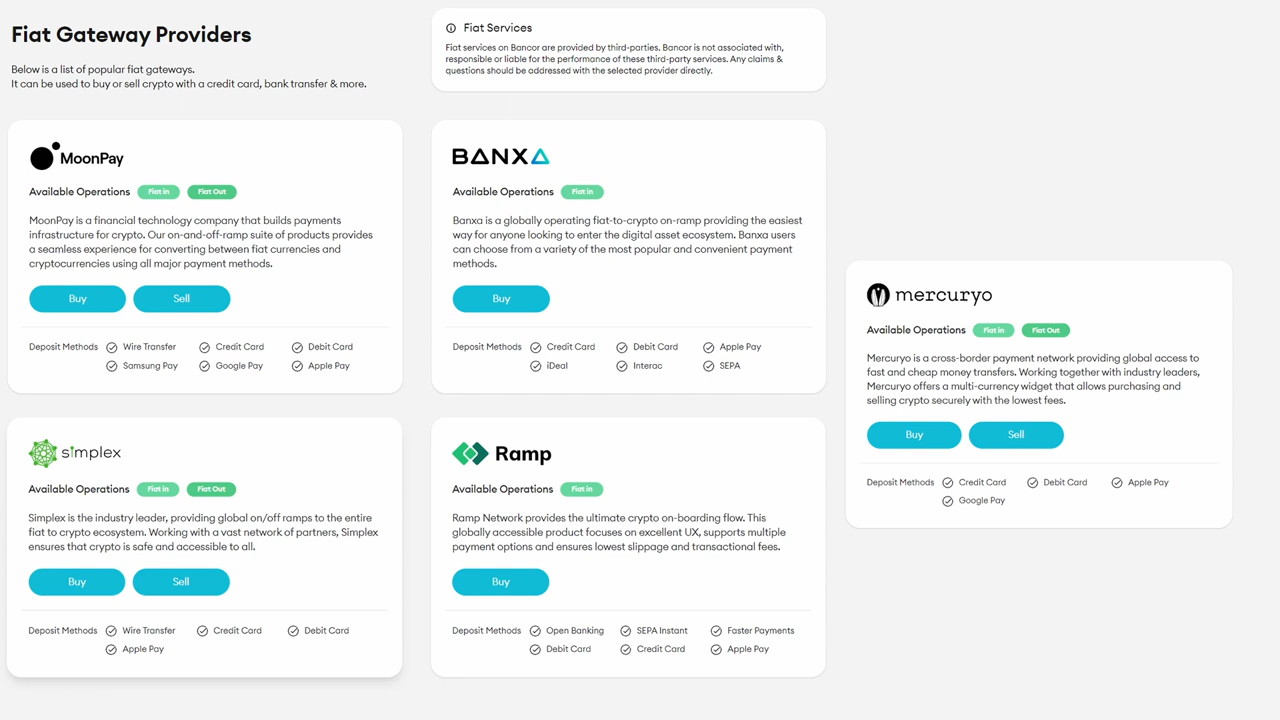 Fiat Gateway Providers
Below is a list of popular fiat gateways.
It can be used to buy or sell crypto with a credit card, bank transfer & more.
Fiat Services
Fiat services on Bancor are provided by third-parties. Bancor is not associated with,
responsible or liable for the performance of these third-party services. Any claims &
questions should be addressed with the selected provider directly.
MoonPay
Available Operations Fiat in Fiat Out
MoonPay is a financial technology company that builds payments
infrastructure for crypto. Our on-and-off-ramp suite of products provides
a seamless experience for converting between fiat currencies and
cryptocurrencies using all major payment methods.
Buy Sell
Deposit Methods Wire Transfer Credit Card Debit Card
Samsung Pay Google Pay Apple Pay
BANXA
Available Operations Fiat in
Banxa is a globally operating fiat-to-crypto on-ramp providing the easiest
way for anyone looking to enter the digital asset ecosystem. Banxa users
can choose from a variety of the most popular and convenient payment
methods.
Buy
Deposit Methods Credit Card Debit Card Apple Pay
iDeal Interac SEPA
mercuryo
Available Operations Fiat in Fiat Out
Mercuryo is a cross-border payment network providing global access to
fast and cheap money transfers. Working together with industry leaders,
Mercuryo offers a multi-currency widget that allows purchasing and
selling crypto securely with the lowest fees.
Buy Sell
Deposit Methods Credit Card Debit Card Apple Pay
Google Pay
simplex
Available Operations Fiat in Fiat Out
Simplex is the industry leader, providing global on/off ramps to the entire
fiat to crypto ecosystem. Working with a vast network of partners, Simplex
ensures that crypto is safe and accessible to all.
Buy Sell
Deposit Methods Wire Transfer Credit Card Debit Card
Apple Pay
Ramp
Available Operations Fiat in
Ramp Network provides the ultimate crypto on-boarding flow. This
globally accessible product focuses on excellent UX, supports multiple
payment options and ensures lowest slippage and transactional fees.
Buy
Deposit Methods Open Banking SEPA Instant Faster Payments
Debit Card Credit Card Apple Pay